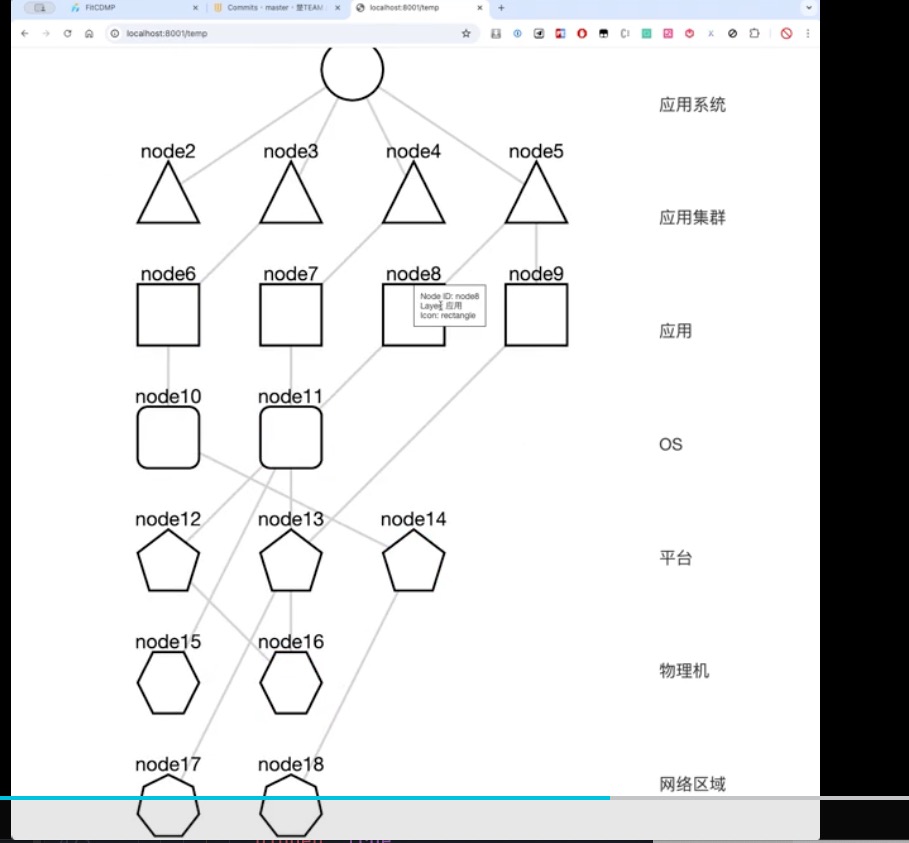 FitCDMP
Commits · master · 楚TEAM
localhost:8001/temp
localhost:8001/temp
应用系统
node2 node3 node4 node5
应用集群
node6 node7 node8 node9
Node ID: node8
Layer: 应用
Icon: rectangle
应用
node10 node11
OS
node12 node13 node14
平台
node15 node16
物理机
node17 node18
网络区域